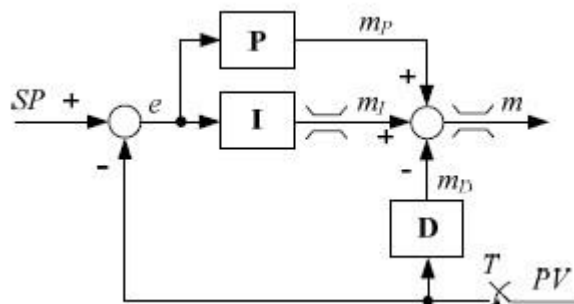 P
m_P
SP + e I m_I + + m
-
- m_D
D
T PV